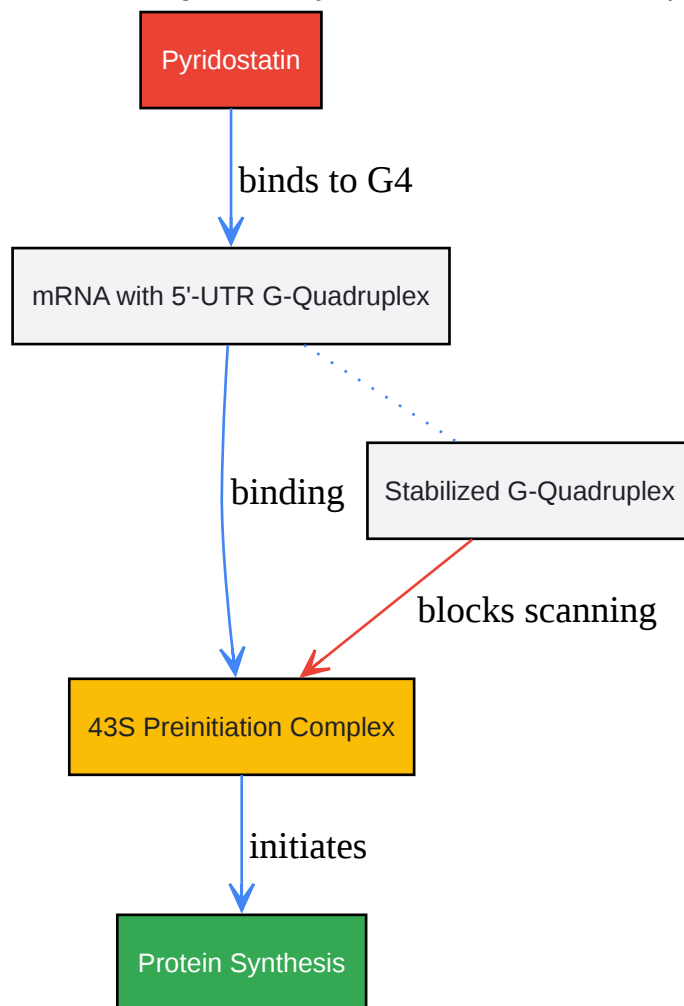 Pyridostatin
binds to G4
mRNA with 5'-UTR G-Quadruplex
binding
Stabilized G-Quadruplex
blocks scanning
43S Preinitiation Complex
initiates
Protein Synthesis